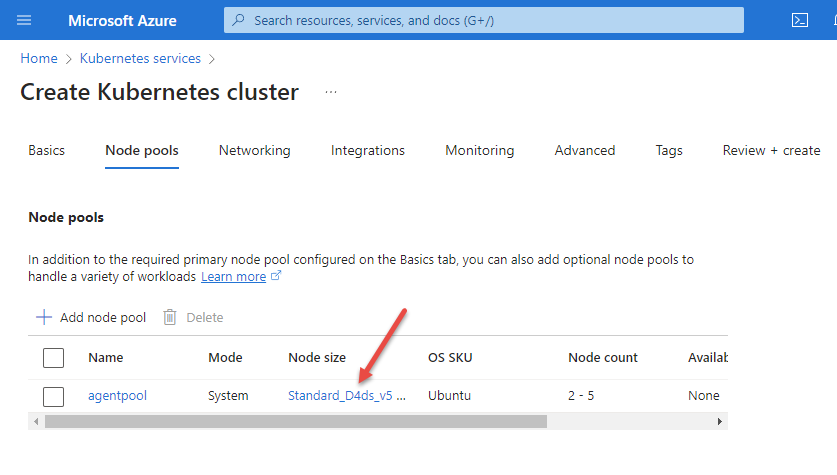 Microsoft Azure
Search resources, services, and docs (G+/)
Home > Kubernetes services >
Create Kubernetes cluster ...
Basics Node pools Networking Integrations Monitoring Advanced Tags Review + create
Node pools
In addition to the required primary node pool configured on the Basics tab, you can also add optional node pools to
handle a variety of workloads Learn more
+ Add node pool Delete
Name Mode Node size OS SKU Node count Availab
agentpool System Standard_D4ds_v5 ... Ubuntu 2 - 5 None